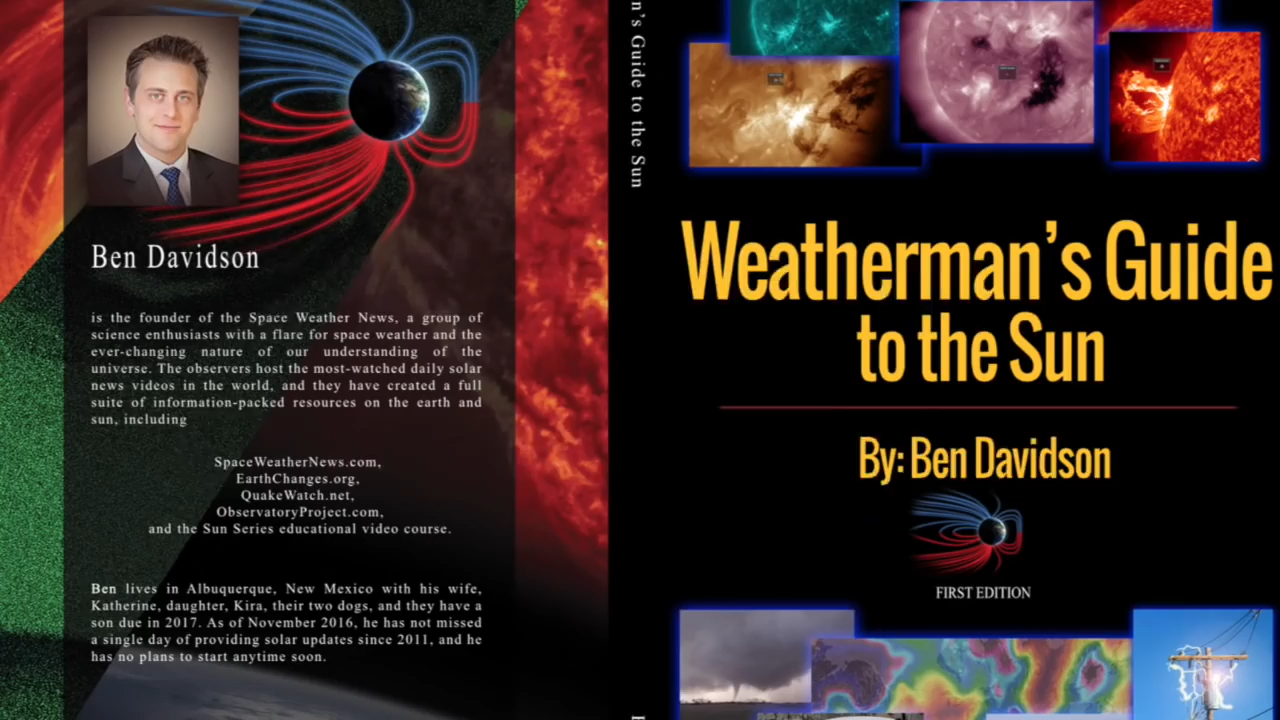 Ben Davidson
is the founder of the Space Weather News, a group of
science enthusiasts with a flare for space weather and the
ever-changing nature of our understanding of the
universe. The observers host the most-watched daily solar
news videos in the world, and they have created a full
suite of information-packed resources on the earth and
sun, including
SpaceWeatherNews.com,
EarthChanges.org,
QuakeWatch.net,
ObservatoryProject.com,
and the Sun Series educational video course.
Ben lives in Albuquerque, New Mexico with his wife,
Katherine, daughter, Kira, their two dogs, and they have a
son due in 2017. As of November 2016, he has not missed
a single day of providing solar updates since 2011, and he
has no plans to start anytime soon.
n's Guide to the Sun
Weatherman's Guide
to the Sun
By: Ben Davidson
FIRST EDITION